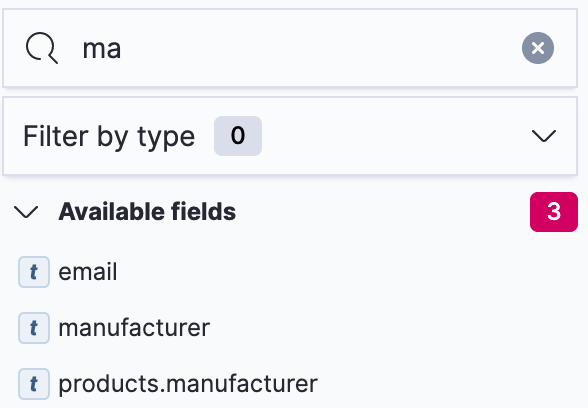 ma
Filter by type 0
Available fields 3
t email
t manufacturer
t products.manufacturer